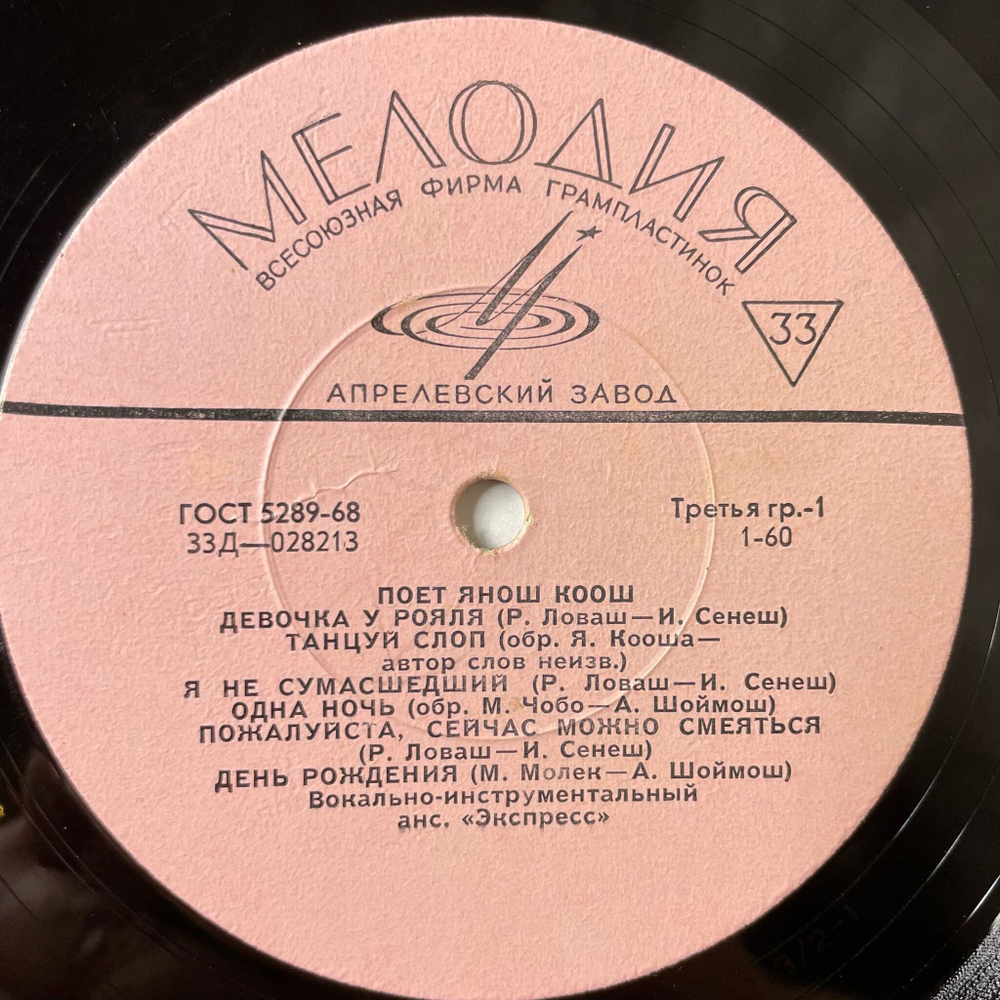 МЕЛОДИЯ
ВСЕСОЮЗНАЯ ФИРМА ГРАМПЛАСТИНОК
33
АПРЕЛЕВСКИЙ ЗАВОД
ГОСТ 5289-68
Третья гр.-1
33Д—028213
1-60
ПОЕТ ЯНОШ КООШ
ДЕВОЧКА У РОЯЛЯ (Р. Ловаш—И. Сенеш)
ТАНЦУЙ СЛОП (обр. Я. Кооша—
автор слов неизв.)
Я НЕ СУМАСШЕДШИЙ (Р. Ловаш—И. Сенеш)
ОДНА НОЧЬ (обр. М. Чобо—А. Шоймош)
ПОЖАЛУЙСТА, СЕЙЧАС МОЖНО СМЕЯТЬСЯ
(Р. Ловаш—И. Сенеш)
ДЕНЬ РОЖДЕНИЯ (М. Молек—А. Шоймош)
Вокально-инструментальный
анс. «Экспресс»